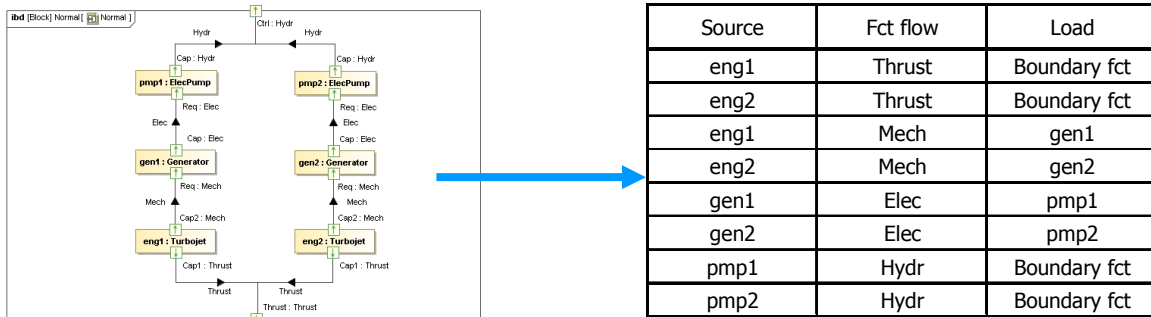 ibd [Block] Normal [ Normal ]
Ctrl : Hydr
Hydr Hydr
Cap : Hydr Cap : Hydr
pmp1 : ElecPump pmp2 : ElecPump
Req : Elec Req : Elec
Elec Elec
Cap : Elec Cap : Elec
gen1 : Generator gen2 : Generator
Req : Mech Req : Mech
Mech Mech
Cap2 : Mech Cap2 : Mech
eng1 : Turbojet eng2 : Turbojet
Cap1 : Thrust Cap1 : Thrust
Thrust Thrust
Thrust : Thrust
Source Fct flow Load
eng1 Thrust Boundary fct
eng2 Thrust Boundary fct
eng1 Mech gen1
eng2 Mech gen2
gen1 Elec pmp1
gen2 Elec pmp2
pmp1 Hydr Boundary fct
pmp2 Hydr Boundary fct